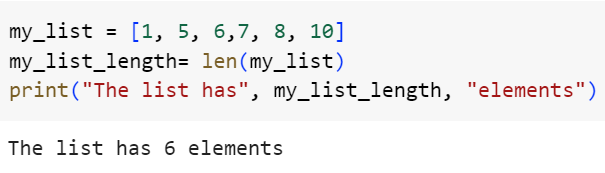 my_list = [1, 5, 6,7, 8, 10]
my_list_length= len(my_list)
print("The list has", my_list_length, "elements")
The list has 6 elements